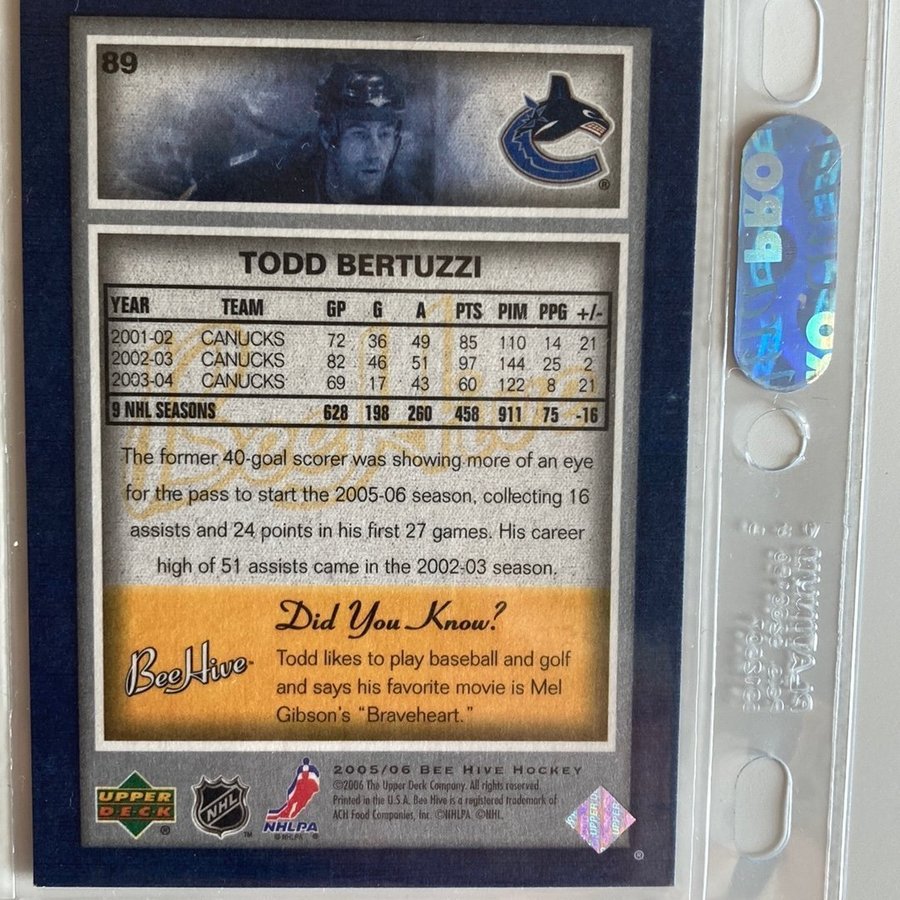 89
TODD BERTUZZI
YEAR TEAM GP G A PTS PIM PPG +/-
2001-02 CANUCKS 72 36 49 85 110 14 21
2002-03 CANUCKS 82 46 51 97 144 25 2
2003-04 CANUCKS 69 17 43 60 122 8 21
9 NHL SEASONS 628 198 260 458 911 75 -16
BeeHive
The former 40-goal scorer was showing more of an eye
for the pass to start the 2005-06 season, collecting 16
assists and 24 points in his first 27 games. His career
high of 51 assists came in the 2002-03 season.
Did You Know?
BeeHive™
Todd likes to play baseball and golf
and says his favorite movie is Mel
Gibson's "Braveheart."
2005/06 BEE HIVE HOCKEY
©2006 The Upper Deck Company. All rights reserved.
Printed in the U.S.A. Bee Hive is a registered trademark of
ACH Food Companies, Inc. ©NHLPA ©NHL.
UPPER
DECK
®
NHL
™
NHLPA
UPPER
®
PRO